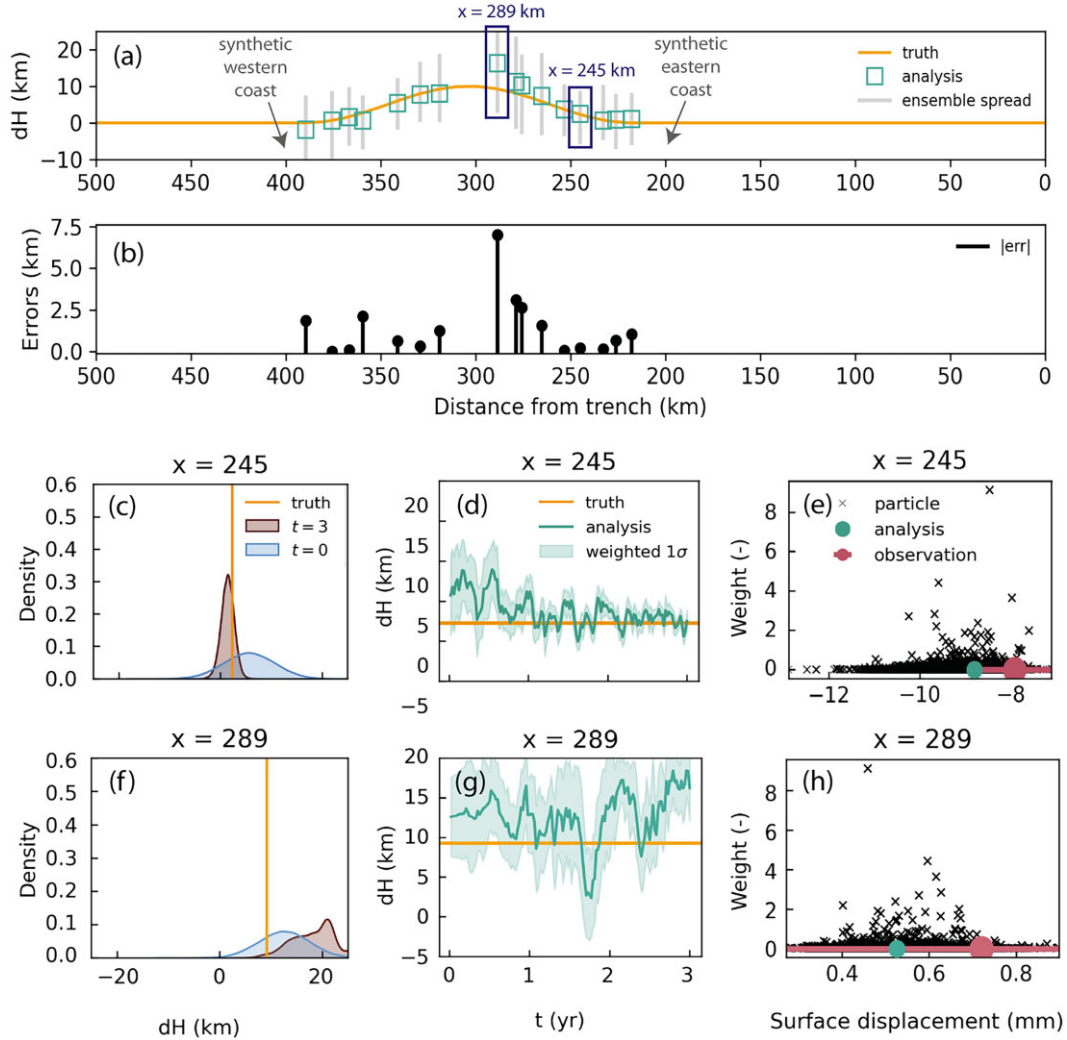 x = 289 km
(a)
dH (km)
20
10
0
−10
synthetic
western
coast
x = 245 km
synthetic
eastern
coast
truth
analysis
ensemble spread
500 450 400 350 300 250 200 150 100 50 0
(b)
Errors (km)
7.5
5.0
2.5
0.0
|err|
500 450 400 350 300 250 200 150 100 50 0
Distance from trench (km)
x = 245
(c)
Density
0.6
0.5
0.4
0.3
0.2
0.1
0.0
truth
t = 3
t = 0
x = 245
(d)
dH (km)
20
15
10
5
0
−5
truth
analysis
weighted 1σ
x = 245
(e)
Weight (-)
8
6
4
2
0
particle
analysis
observation
−12 −10 −8
x = 289
(f)
Density
0.6
0.5
0.4
0.3
0.2
0.1
0.0
−20 0 20
dH (km)
x = 289
(g)
dH (km)
20
15
10
5
0
−5
0 1 2 3
t (yr)
x = 289
(h)
Weight (-)
8
6
4
2
0
0.4 0.6 0.8
Surface displacement (mm)